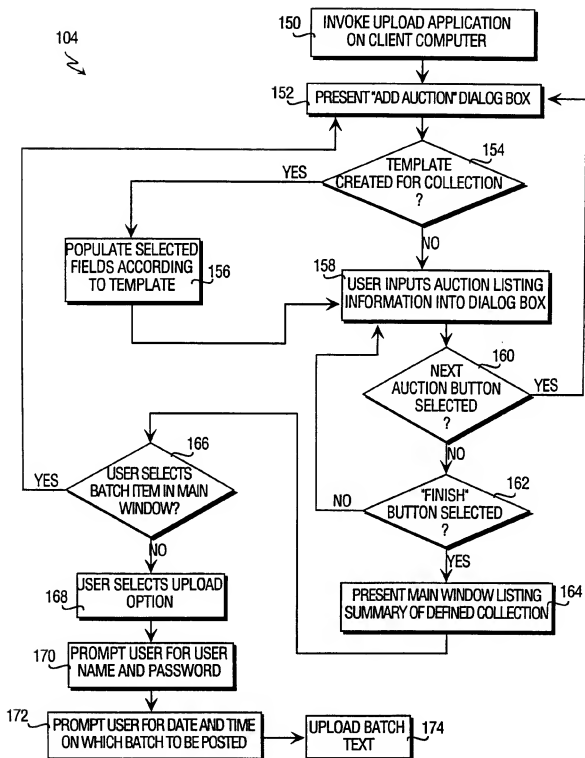 104
150
INVOKE UPLOAD APPLICATION
ON CLIENT COMPUTER
152
PRESENT "ADD AUCTION" DIALOG BOX
154
TEMPLATE
CREATED FOR COLLECTION
?
YES
NO
POPULATE SELECTED
FIELDS ACCORDING
TO TEMPLATE
156
158
USER INPUTS AUCTION LISTING
INFORMATION INTO DIALOG BOX
160
NEXT
AUCTION BUTTON
SELECTED
?
YES
NO
162
"FINISH"
BUTTON SELECTED
?
NO
YES
PRESENT MAIN WINDOW LISTING
SUMMARY OF DEFINED COLLECTION
164
166
USER SELECTS
BATCH ITEM IN MAIN
WINDOW?
YES
NO
168
USER SELECTS UPLOAD
OPTION
170
PROMPT USER FOR USER
NAME AND PASSWORD
172
PROMPT USER FOR DATE AND TIME
ON WHICH BATCH TO BE POSTED
UPLOAD BATCH
TEXT
174